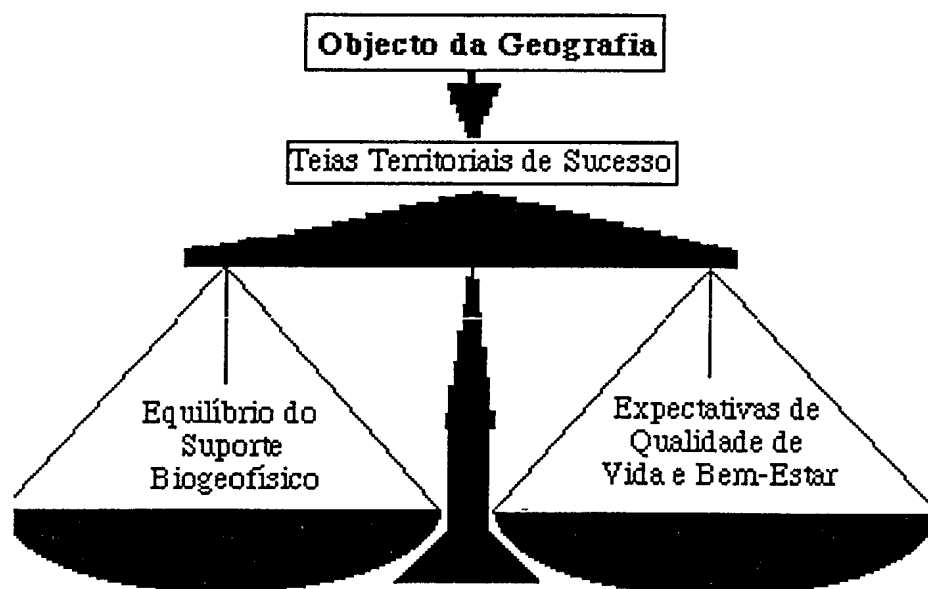 Objecto da Geografia
Teias Territoriais de Sucesso
Equilíbrio do
Suporte
Biogeofísico
Expectativas de
Qualidade de
Vida e Bem-Estar